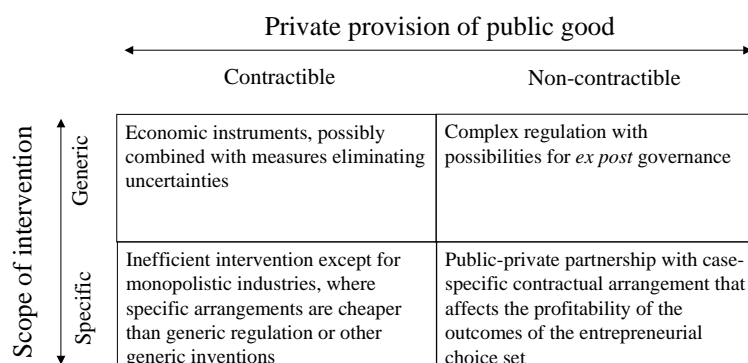 Private provision of public good
Contractible
Non-contractible
Scope of intervention
Generic
Specific
Economic instruments, possibly
combined with measures eliminating
uncertainties
Complex regulation with
possibilities for ex post governance
Inefficient intervention except for
monopolistic industries, where
specific arrangements are cheaper
than generic regulation or other
generic inventions
Public-private partnership with case-
specific contractual arrangement that
affects the profitability of the
outcomes of the entrepreneurial
choice set